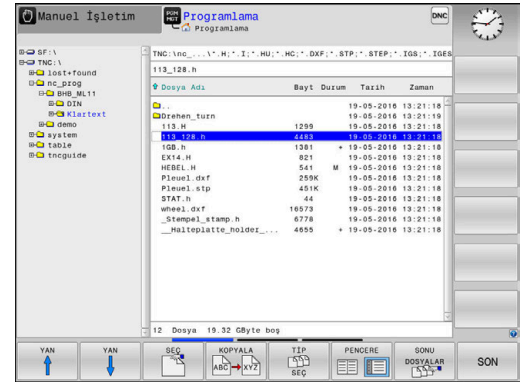 Manuel İşletim
PGM MGT Programlama
Programlama
DNC
SF:\
TNC:\
lost+found
nc_prog
BHB_ML11
DIN
Klartext
demo
system
table
tncguide
TNC:\nc_...\*.H;*.I;*.HU;*.HC;*.DXF;*.STP;*.STEP;*.IGS;*.IGES
113_128.h
Dosya Adı Bayt Durum Tarih Zaman
.. 19-05-2016 13:21:18
Drehen_turn 19-05-2016 13:21:19
113.H 1299 19-05-2016 13:21:18
113_128.h 4483 19-05-2016 13:21:18
1GB.h 1381 + 19-05-2016 13:21:18
EX14.H 821 19-05-2016 13:21:18
HEBEL.H 541 M 19-05-2016 13:21:18
Pleuel.dxf 259K 19-05-2016 13:21:18
Pleuel.stp 451K 19-05-2016 13:21:18
STAT.h 44 19-05-2016 13:21:18
wheel.dxf 16573 19-05-2016 13:21:18
_Stempel_stamp.h 6778 19-05-2016 13:21:18
__Halteplatte_holder_... 4655 + 19-05-2016 13:21:18
12 Dosya 19.32 GByte boş
YAN
YAN
SEÇ
KOPYALA
ABC XYZ
TİP
SEÇ
PENCERE
SONU
DOSYALAR
SON